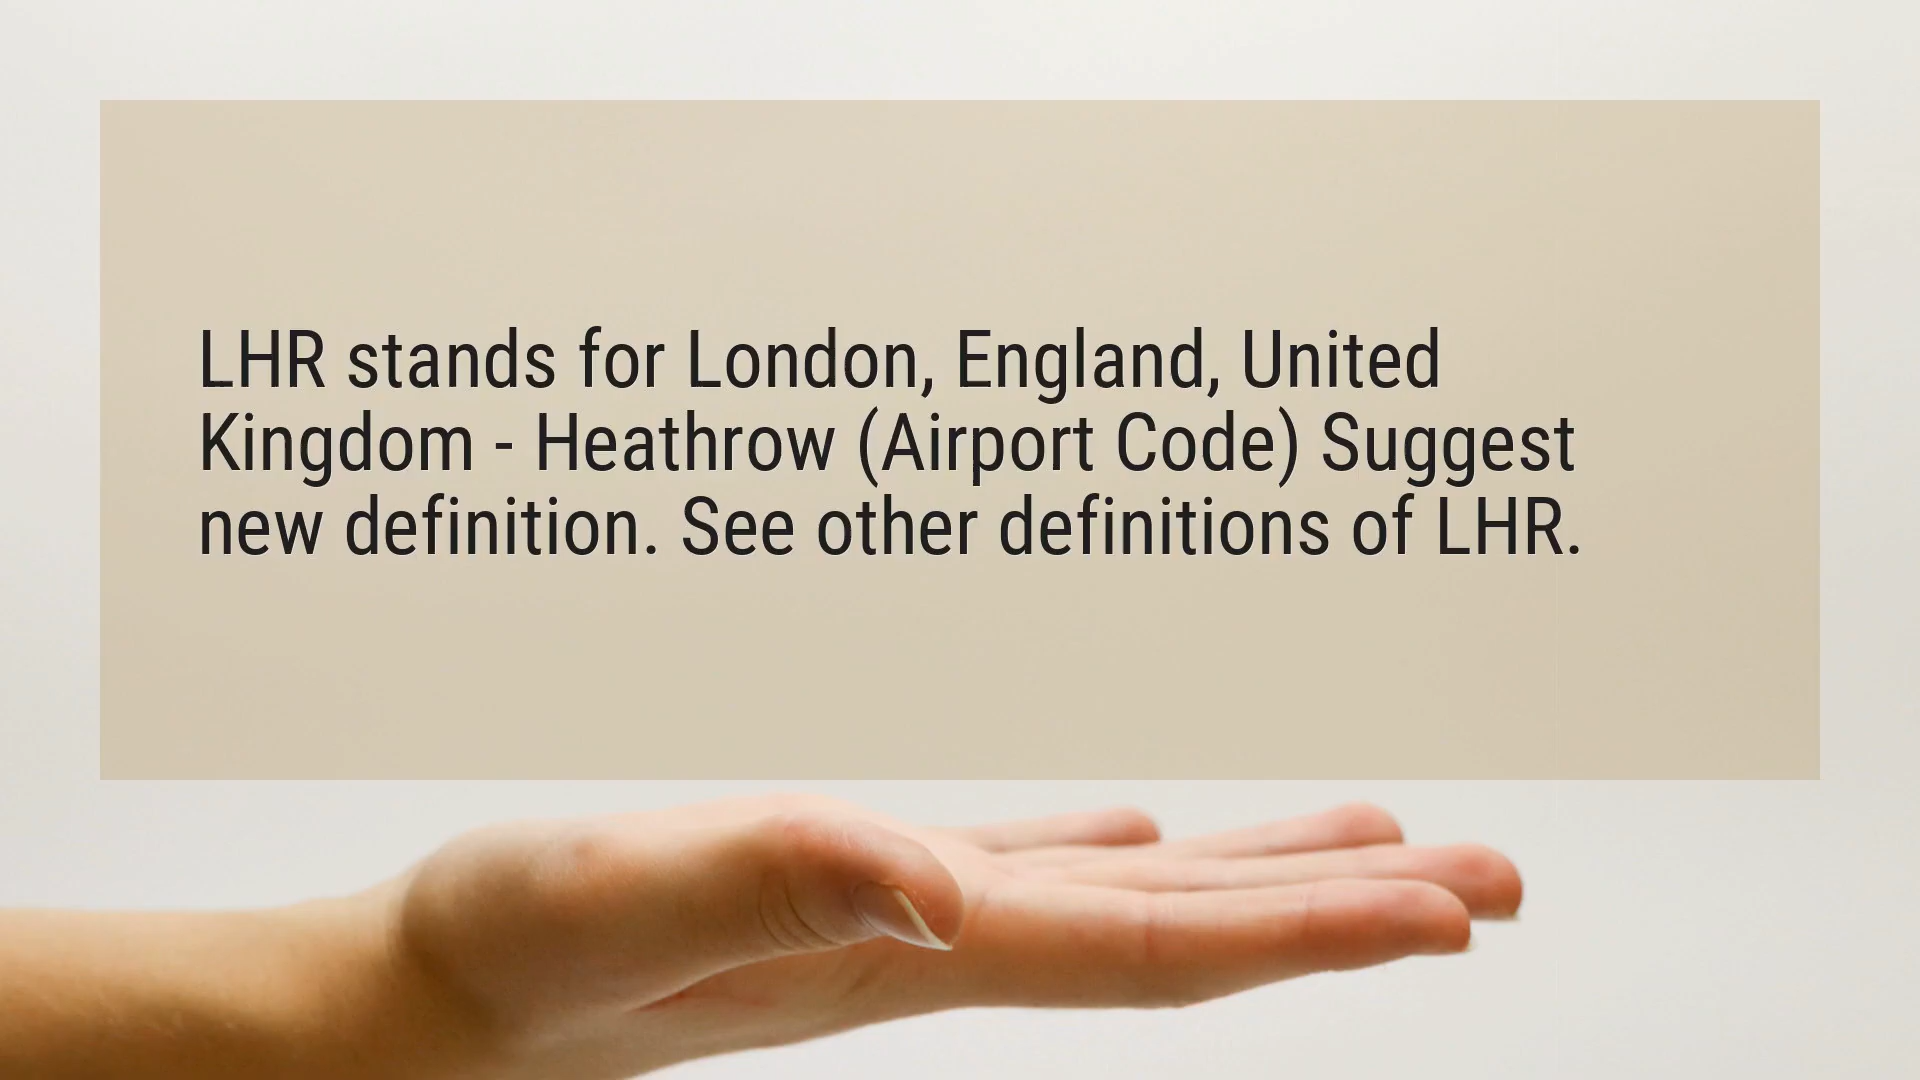 LHR stands for London, England, United
Kingdom - Heathrow (Airport Code) Suggest
new definition. See other definitions of LHR.